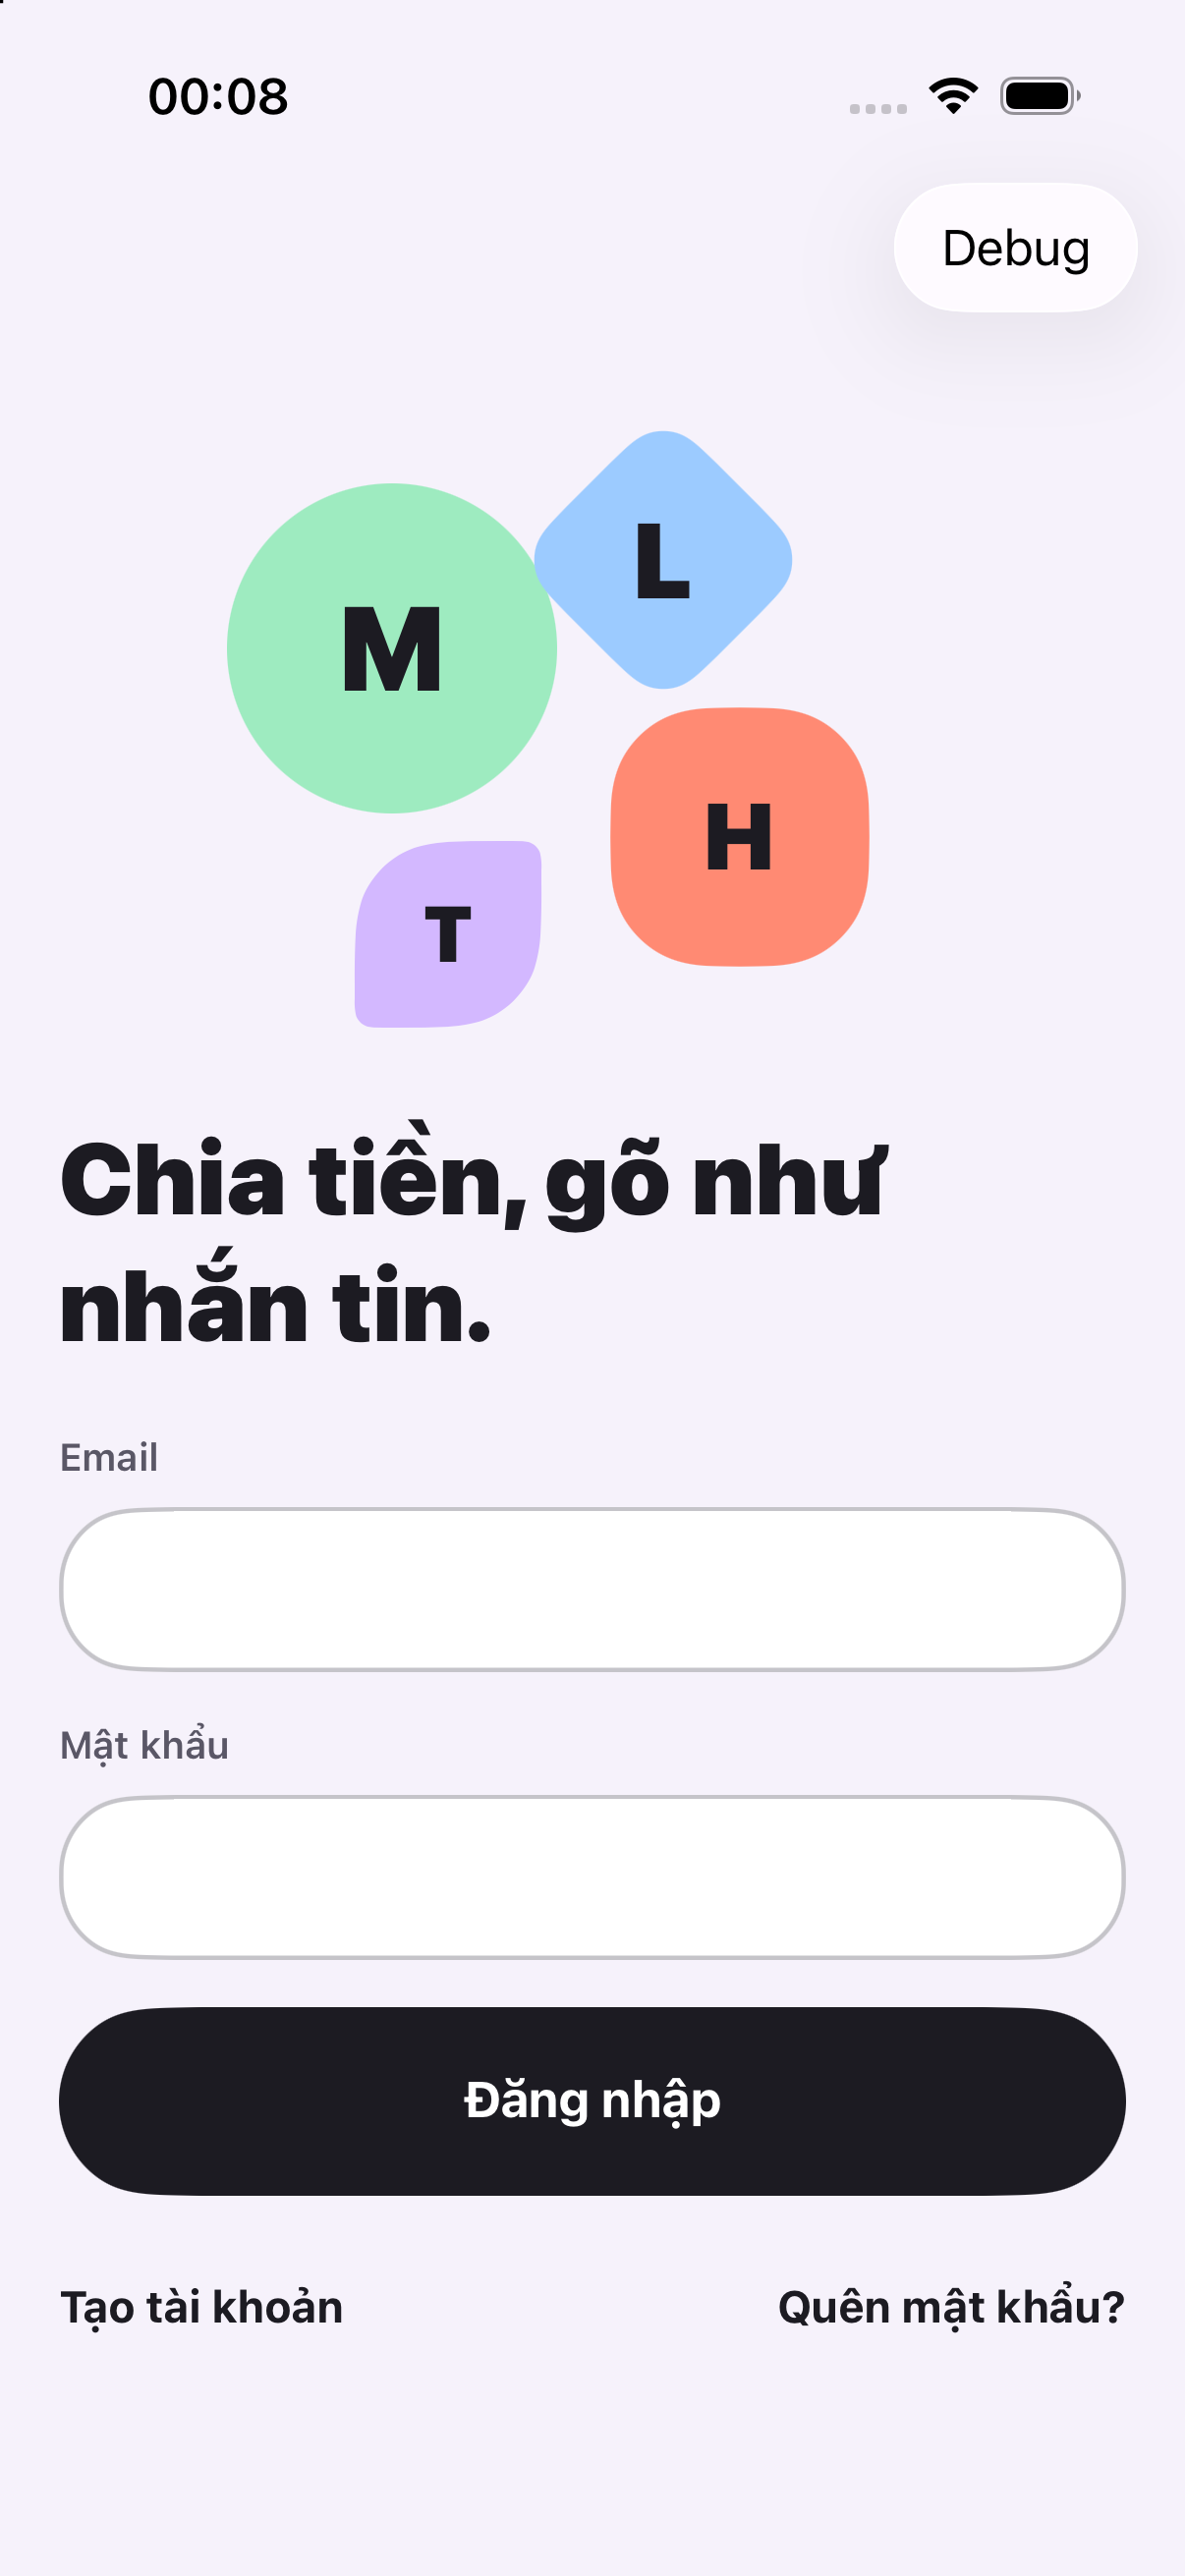 00:08
Debug
L
M
H
T
Chia tiền, gõ như
nhắn tin.
Email
Mật khẩu
Đăng nhập
Tạo tài khoản
Quên mật khẩu?